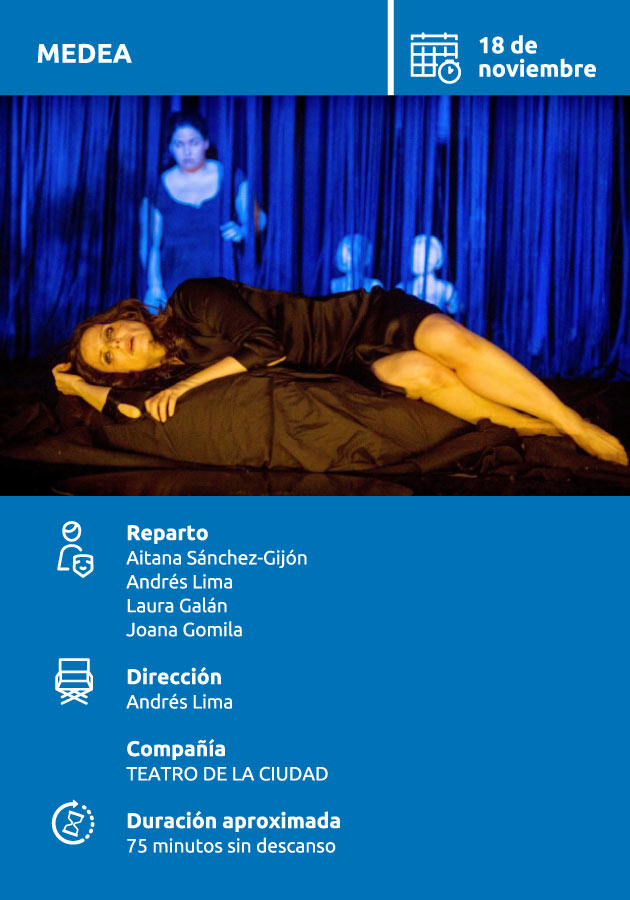 MEDEA
18 de
noviembre
Reparto
Aitana Sánchez-Gijón
Andrés Lima
Laura Galán
Joana Gomila
Dirección
Andrés Lima
Compañía
TEATRO DE LA CIUDAD
Duración aproximada
75 minutos sin descanso